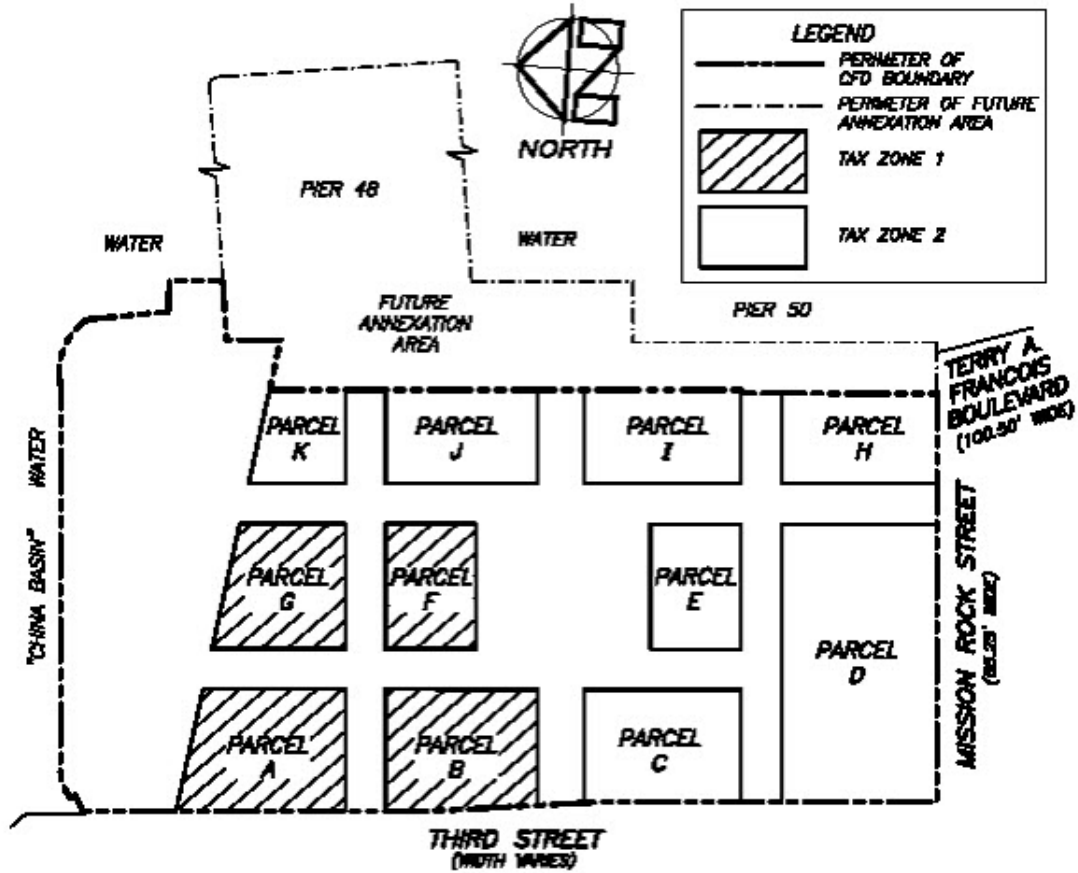 LEGEND
PERIMETER OF
CFD BOUNDARY
PERIMETER OF FUTURE
ANNEXATION AREA
TAX ZONE 1
TAX ZONE 2
NORTH
PIER 48
WATER
WATER
FUTURE
ANNEXATION
AREA
PIER 50
TERRY A.
FRANCOIS
BOULEVARD
(100.50' WIDE)
PARCEL
K
PARCEL
J
PARCEL
I
PARCEL
H
"CHINA BASIN" WATER
PARCEL
G
PARCEL
F
PARCEL
E
PARCEL
D
MISSION ROCK STREET
WIDE)
PARCEL
A
PARCEL
B
PARCEL
C
THIRD STREET
(WIDTH VARIES)